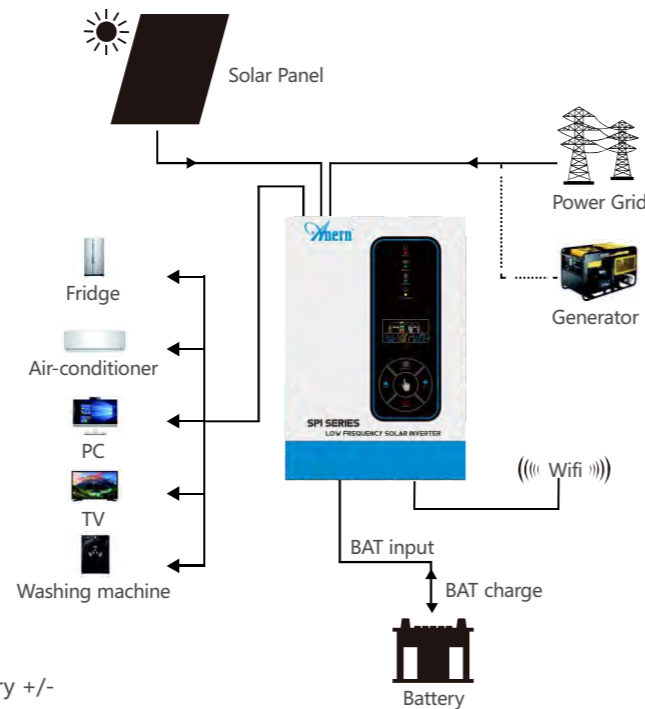 Solar Panel
Power Grid
Generator
Anern
Fridge
Air-conditioner
PC
TV
Washing machine
SPI SERIES
LOW FREQUENCY SOLAR INVERTER
Wifi
BAT input
BAT charge
Battery
ry +/-